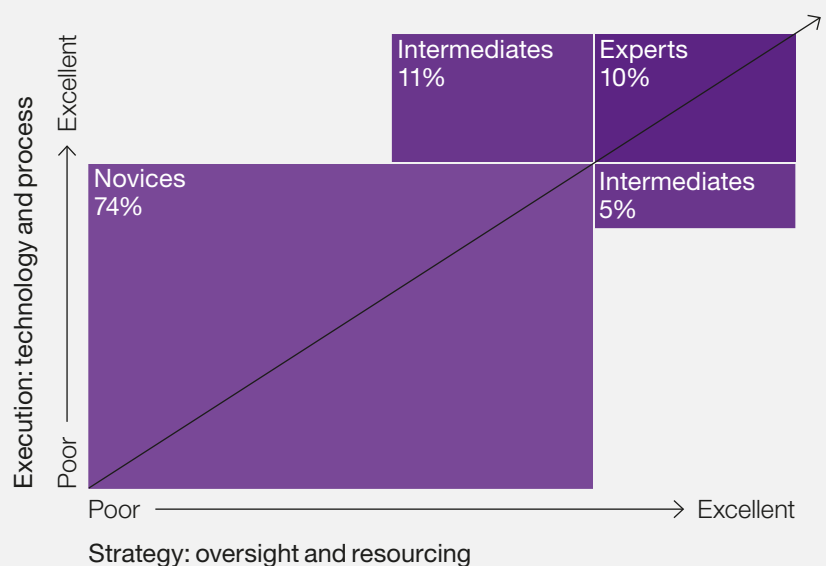 Execution: technology and process
Excellent
Poor
Intermediates
11%
Experts
10%
Novices
74%
Intermediates
5%
Poor
Excellent
Strategy: oversight and resourcing